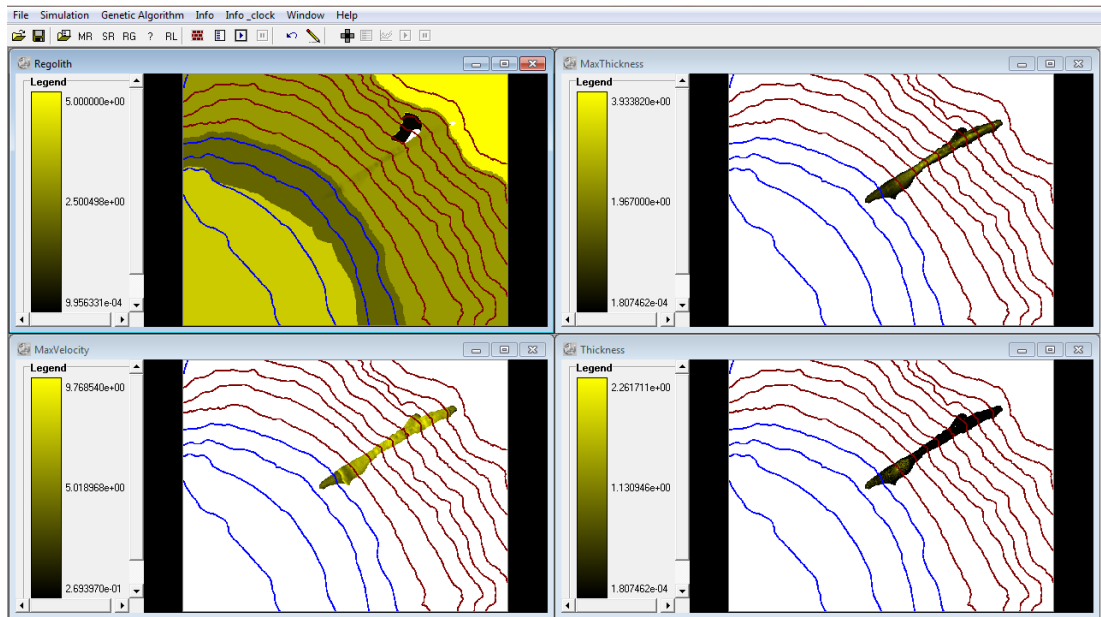 File Simulation Genetic Algorithm Info Info_clock Window Help
MR SR RG ? RL
Regolith
Legend
5.000000e+00
2.500498e+00
9.956331e-04
MaxThickness
Legend
3.933820e+00
1.967000e+00
1.807462e-04
MaxVelocity
Legend
9.768540e+00
5.018968e+00
2.693970e-01
Thickness
Legend
2.261711e+00
1.130946e+00
1.807462e-04